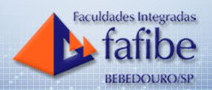 Faculdades Integradas
fafibe
BEBEDOURO/SP